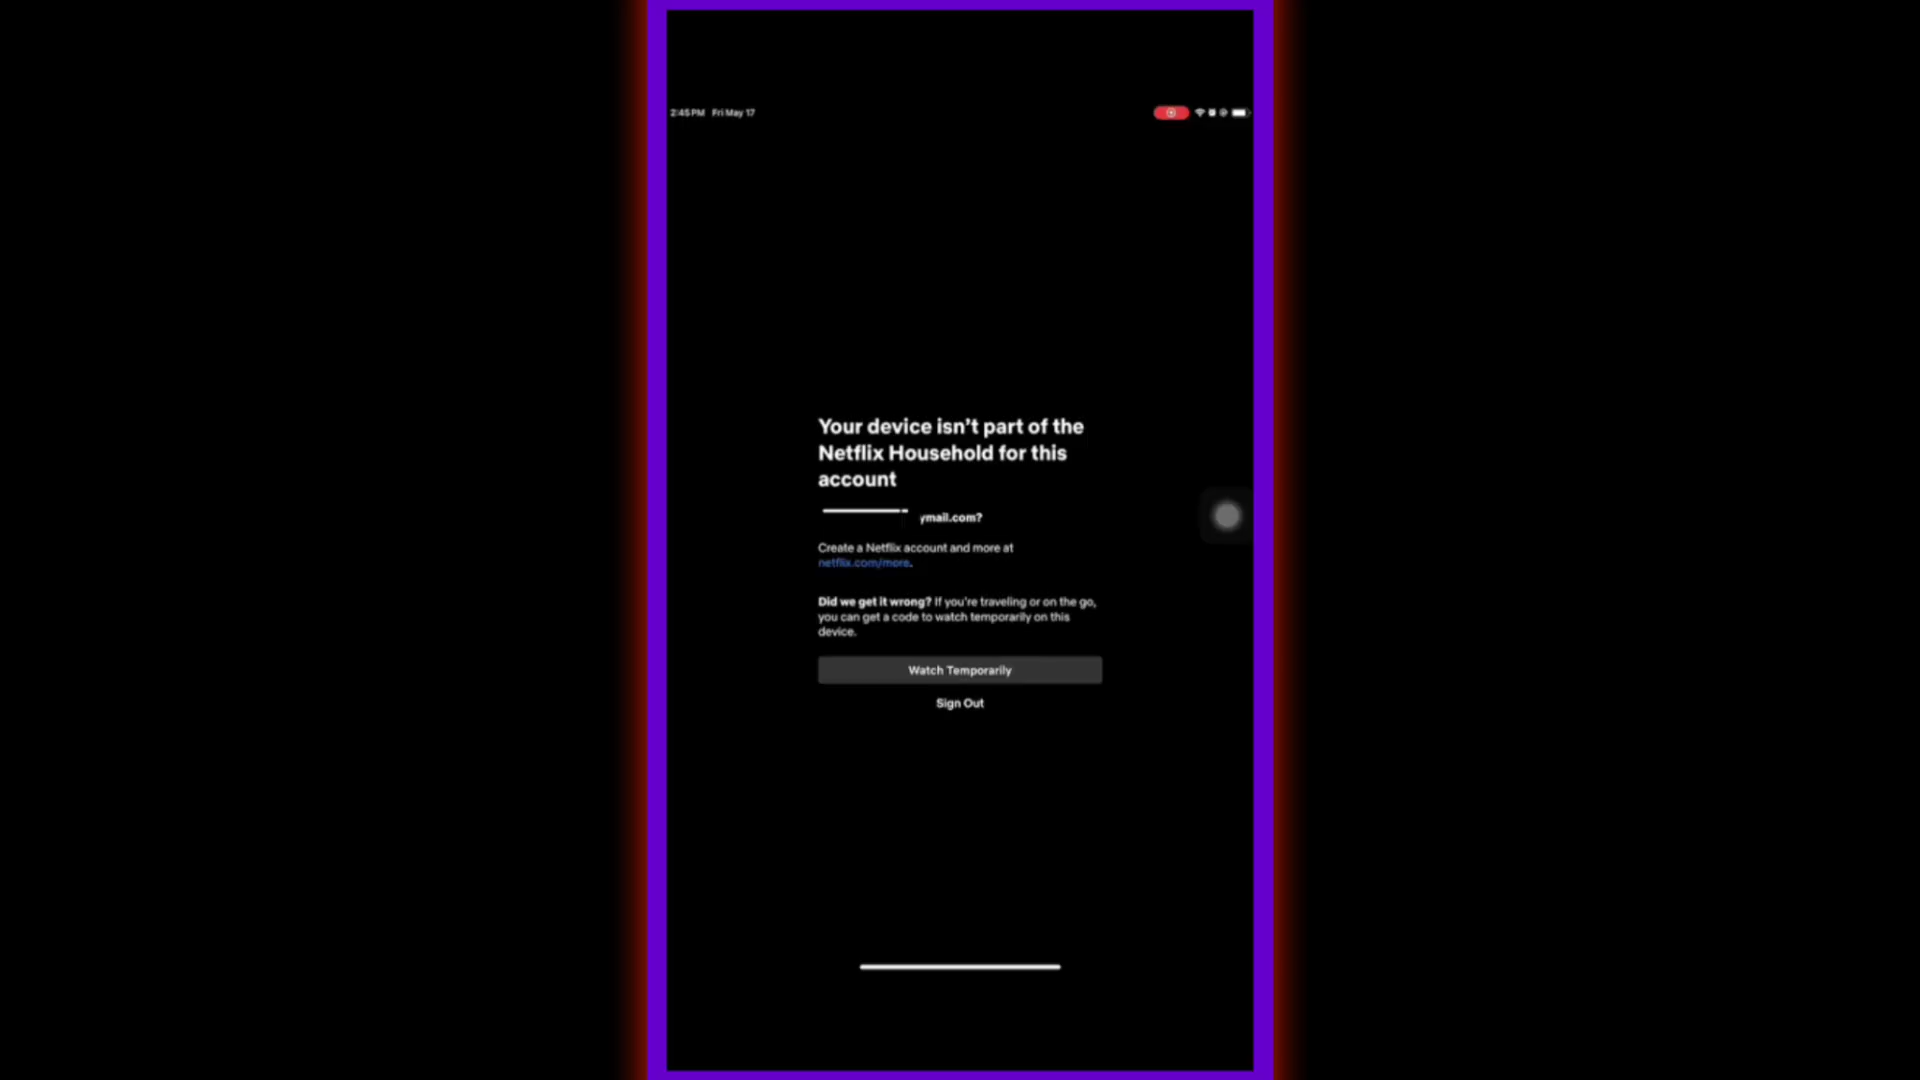 2:45 PM Fri May 17
Your device isn't part of the
Netflix Household for this
account
ymail.com?
Create a Netflix account and more at
netflix.com/more.
Did we get it wrong? If you're traveling or on the go,
you can get a code to watch temporarily on this
device.
Watch Temporarily
Sign Out